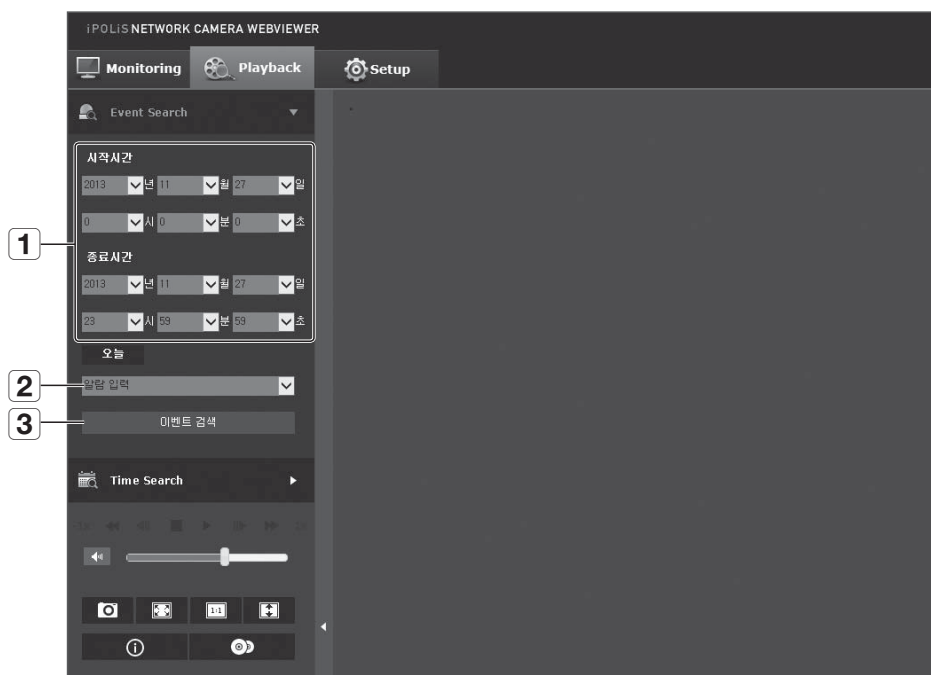 iPOLiS NETWORK CAMERA WEBVIEWER
Monitoring Playback Setup
Event Search
시작시간
2013 년 11 월 27 일
0 시 0 분 0 초
1
종료시간
2013 년 11 월 27 일
23 시 59 분 59 초
오늘
2 알람 입력
3 이벤트 검색
Time Search
1:1